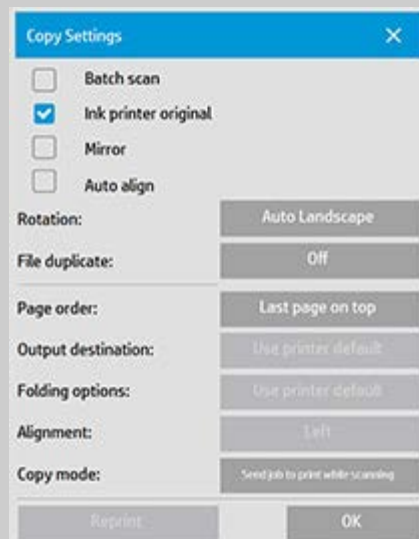 Copy Settings
Batch scan
Ink printer original
Mirror
Auto align
Rotation: Auto Landscape
File duplicate: Off
Page order: Last page on top
Output destination: Use printer default
Folding options: Use printer default
Alignment: Left
Copy mode: Send job to print while scanning
Reprint OK